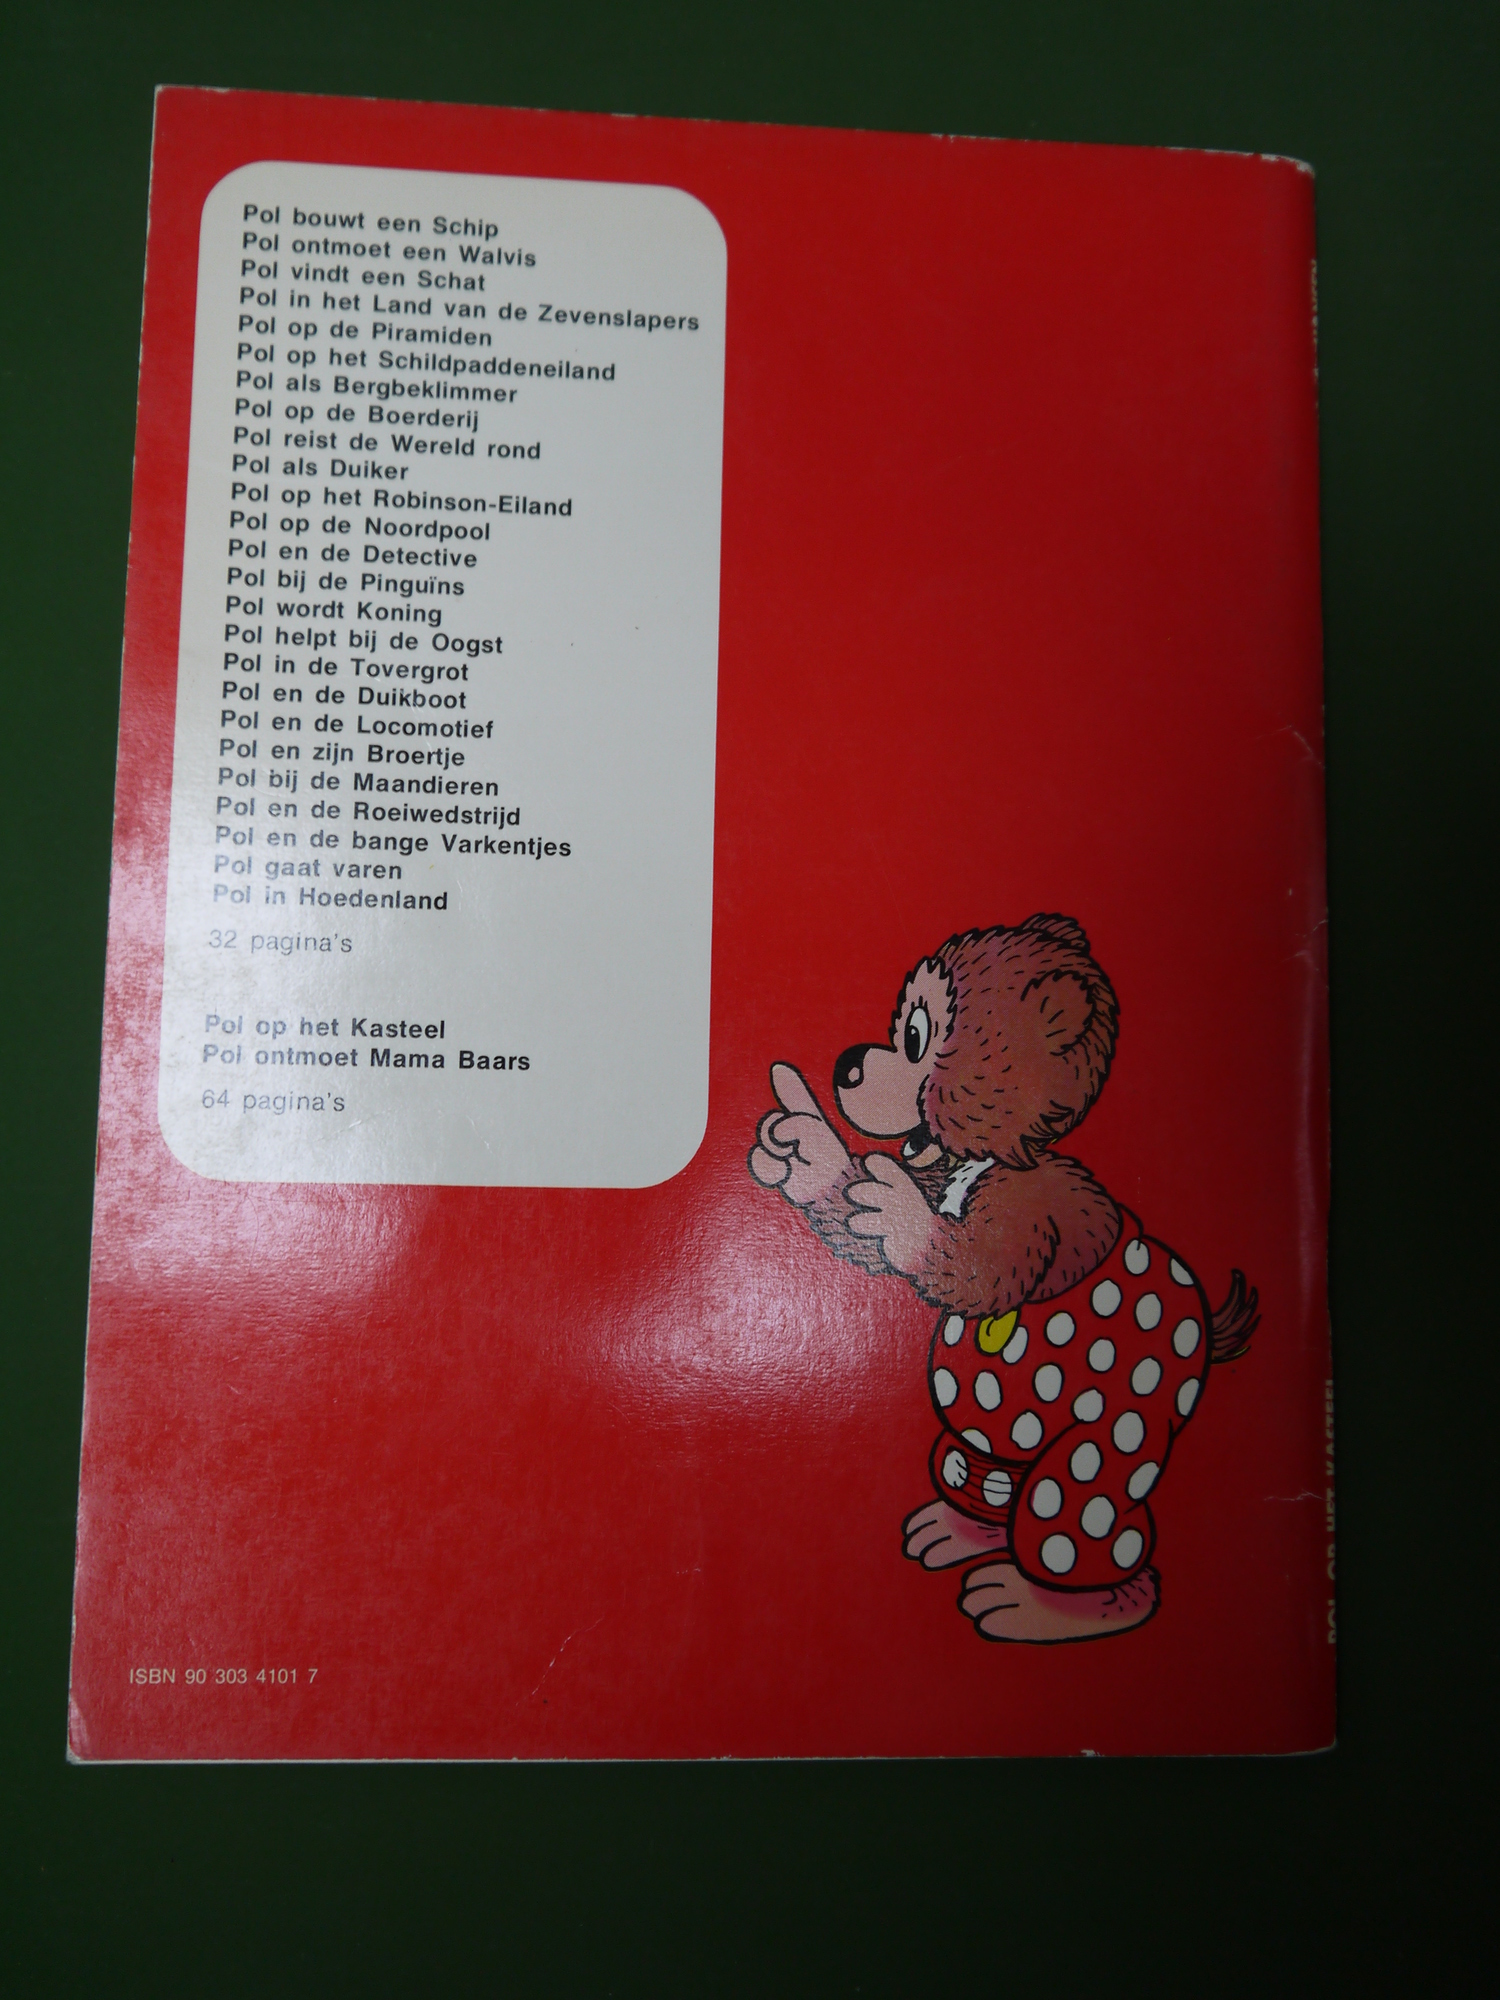 Pol bouwt een Schip
Pol ontmoet een Walvis
Pol vindt een Schat
Pol in het Land van de Zevenslapers
Pol op de Piramiden
Pol op het Schildpaddeneiland
Pol als Bergbeklimmer
Pol op de Boerderij
Pol reist de Wereld rond
Pol als Duiker
Pol op het Robinson-Eiland
Pol op de Noordpool
Pol en de Detective
Pol bij de Pinguïns
Pol wordt Koning
Pol helpt bij de Oogst
Pol in de Tovergrot
Pol en de Duikboot
Pol en de Locomotief
Pol en zijn Broertje
Pol bij de Maandieren
Pol en de Roeiwedstrijd
Pol en de bange Varkentjes
Pol gaat varen
Pol in Hoedenland
32 pagina's
Pol op het Kasteel
Pol ontmoet Mama Baars
64 pagina's
ISBN 90 303 4101 7
POL OP HET KASTEEL